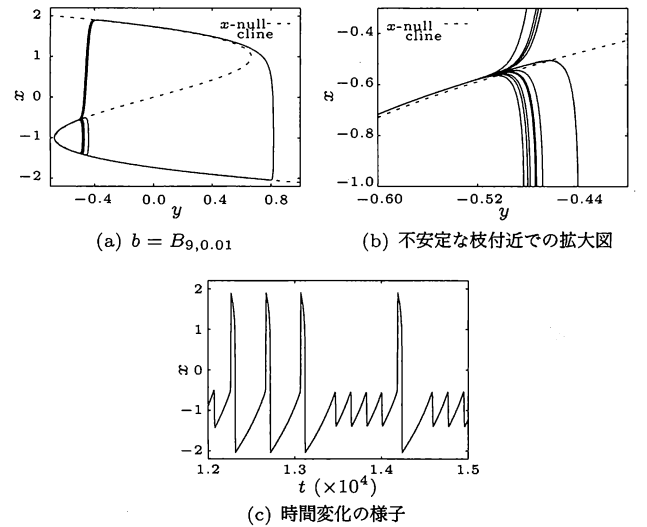 2
1
0
−1
−2
x
x-null
cline
−0.4
0.0
0.4
0.8
y
(a) b = B9,0.01
−0.4
−0.6
−0.8
−1.0
x
x-null
cline
−0.60
−0.52
−0.44
y
(b) 不安定な枝付近での拡大図
2
1
0
−1
−2
x
1.2
1.3
1.4
1.5
t (×10⁴)
(c) 時間変化の様子